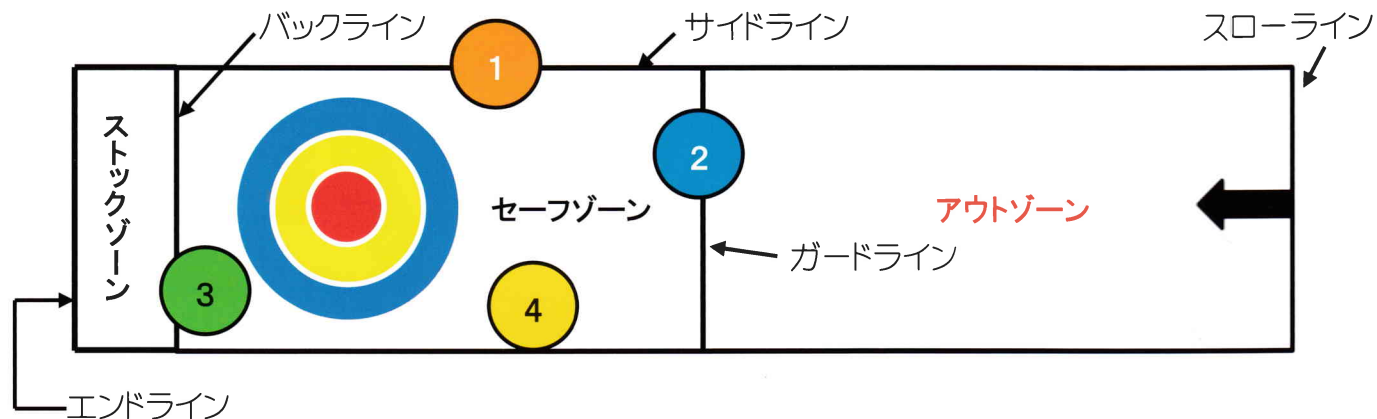 バックライン
サイドライン
スローライン
1
2
3
4
ストックゾーン
セーフゾーン
アウトゾーン
ガードライン
エンドライン